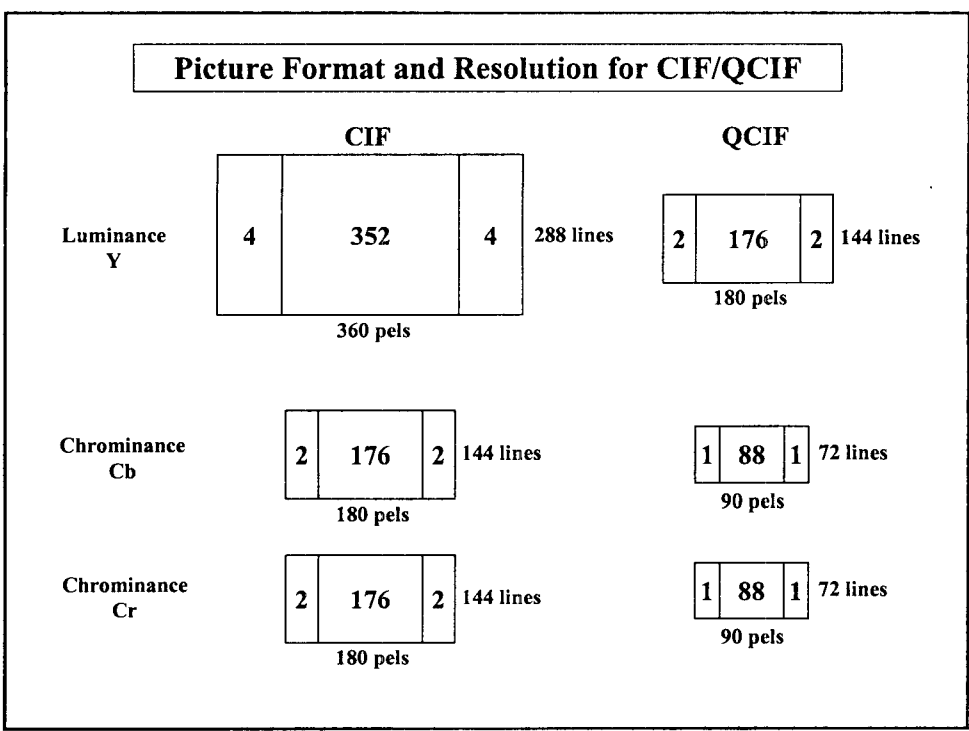 Picture Format and Resolution for CIF/QCIF
CIF QCIF
Luminance
Y
4 352 4 288 lines
360 pels
2 176 2 144 lines
180 pels
Chrominance
Cb
2 176 2 144 lines
180 pels
1 88 1 72 lines
90 pels
Chrominance
Cr
2 176 2 144 lines
180 pels
1 88 1 72 lines
90 pels